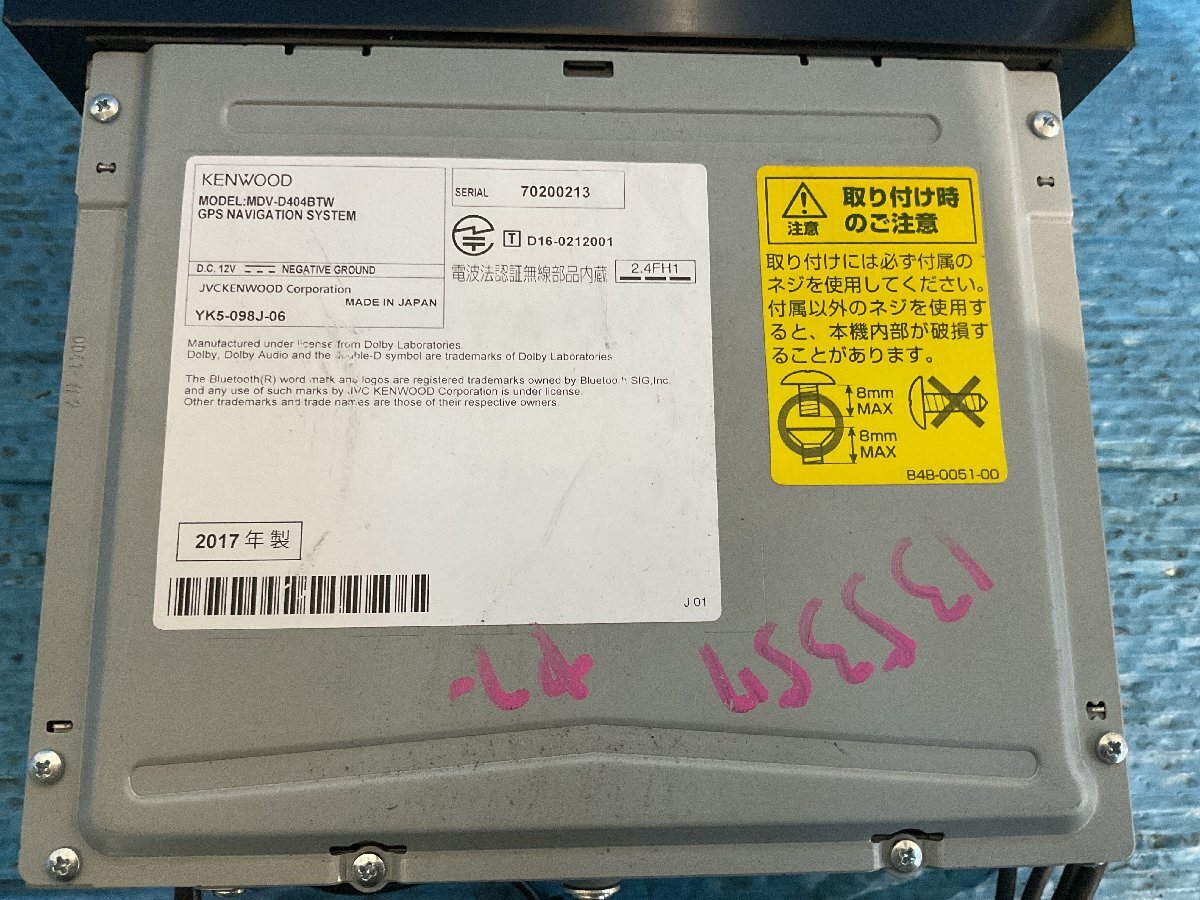 KENWOOD
MODEL:MDV-D404BTW
GPS NAVIGATION SYSTEM
D.C. 12V NEGATIVE GROUND
JVCKENWOOD Corporation
MADE IN JAPAN
YK5-098J-06
SERIAL 70200213
T D16-0212001
電波法認証無線部品内蔵 2.4FH1
Manufactured under license from Dolby Laboratories.
Dolby, Dolby Audio and the double-D symbol are trademarks of Dolby Laboratories
The Bluetooth(R) word mark and logos are registered trademarks owned by Bluetooth SIG,Inc.
and any use of such marks by JVC KENWOOD Corporation is under license.
Other trademarks and trade names are those of their respective owners.
2017 年 製
J 01
注意
取り付け時
のご注意
取り付けには必ず付属の
ネジを使用してください。
付属以外のネジを使用す
ると、本機内部が破損す
ることがあります。
8mm
MAX
8mm
MAX
B4B-0051-00